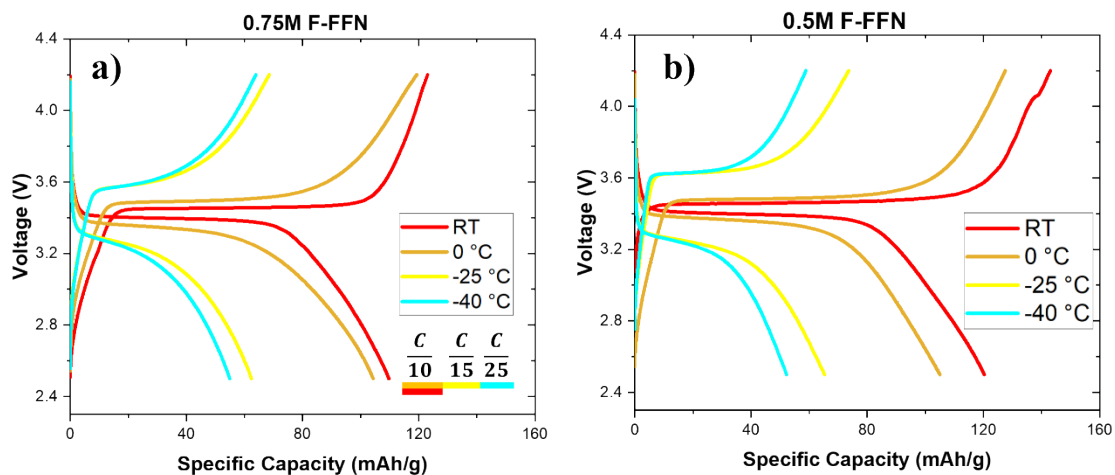 0.75M F-FFN
a)
4.4
4.0
3.6
3.2
2.8
2.4
Voltage (V)
RT
0 °C
-25 °C
-40 °C
C/10 C/15 C/25
0 40 80 120 160
Specific Capacity (mAh/g)
0.5M F-FFN
b)
4.4
4.0
3.6
3.2
2.8
2.4
Voltage (V)
RT
0 °C
-25 °C
-40 °C
0 40 80 120 160
Specific Capacity (mAh/g)